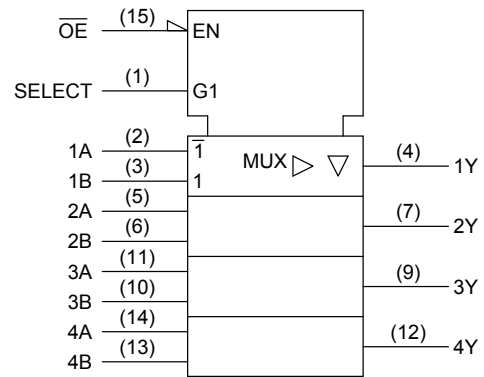 O̅E̅ (15) EN
SELECT (1) G1
1A (2) 1̅ MUX (4) 1Y
1B (3) 1
2A (5) (7) 2Y
2B (6)
3A (11) (9) 3Y
3B (10)
4A (14) (12) 4Y
4B (13)